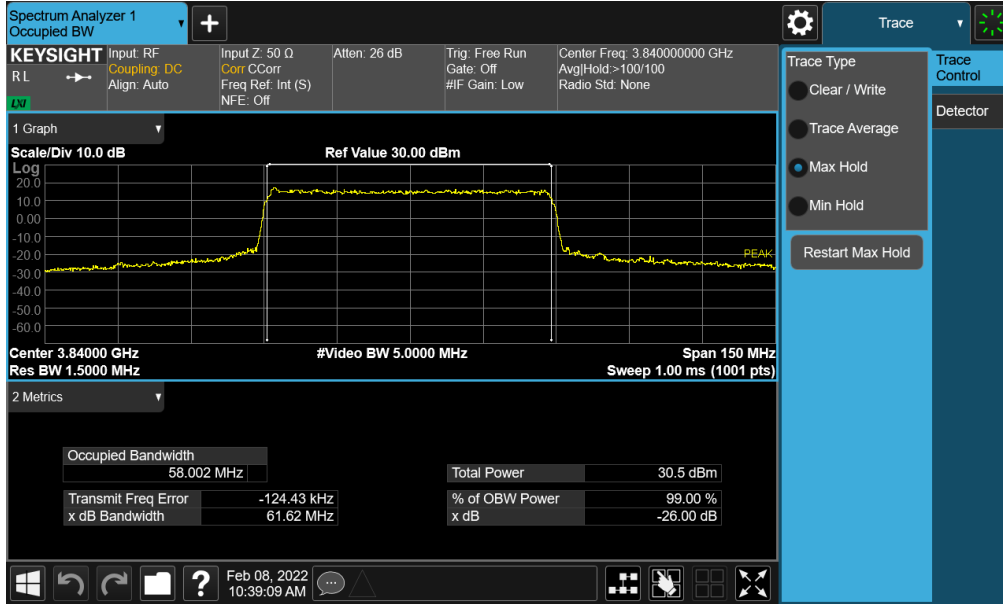 Spectrum Analyzer 1
Occupied BW
+
Trace
KEYSIGHT Input: RF Input Z: 50 Ω Atten: 26 dB Trig: Free Run Center Freq: 3.840000000 GHz
R L Coupling: DC Corr CCorr Gate: Off Avg|Hold:>100/100
Align: Auto Freq Ref: Int (S) #IF Gain: Low Radio Std: None
LXI NFE: Off
Trace Type
Clear / Write
Trace Average
Max Hold
Min Hold
Restart Max Hold
Trace
Control
Detector
1 Graph
Scale/Div 10.0 dB Ref Value 30.00 dBm
Log
20.0
10.0
0.00
-10.0
-20.0
PEAK
-30.0
-40.0
-50.0
-60.0
Center 3.84000 GHz #Video BW 5.0000 MHz Span 150 MHz
Res BW 1.5000 MHz Sweep 1.00 ms (1001 pts)
2 Metrics
Occupied Bandwidth
58.002 MHz Total Power 30.5 dBm
Transmit Freq Error -124.43 kHz % of OBW Power 99.00 %
x dB Bandwidth 61.62 MHz x dB -26.00 dB
? Feb 08, 2022
10:39:09 AM